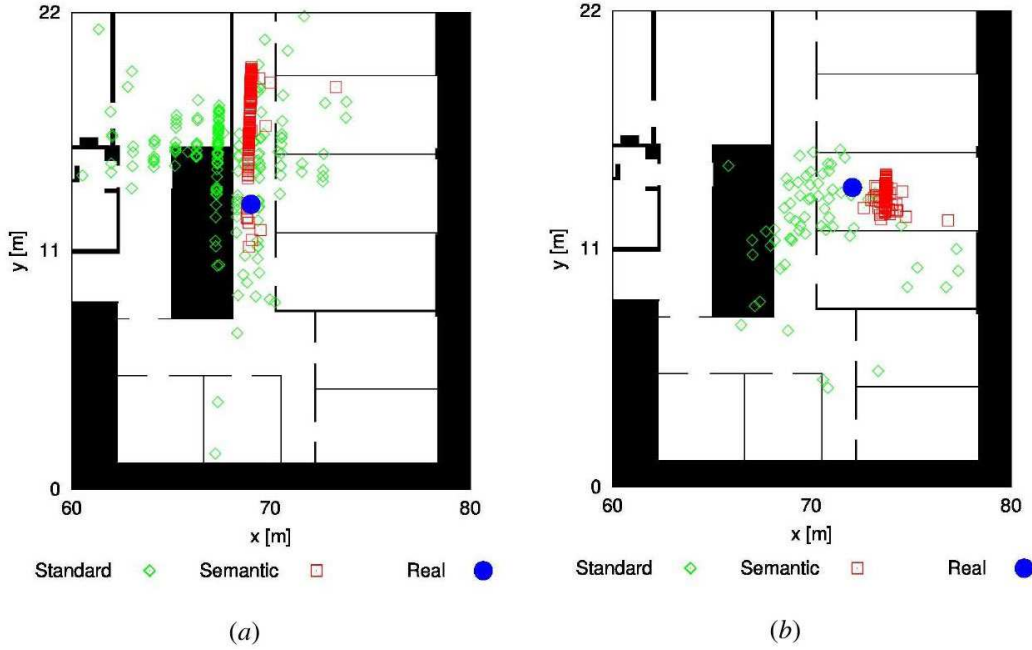 22
11
0
y [m]
60
70
80
x [m]
Standard
Semantic
Real
(a)
22
11
0
y [m]
60
70
80
x [m]
Standard
Semantic
Real
(b)